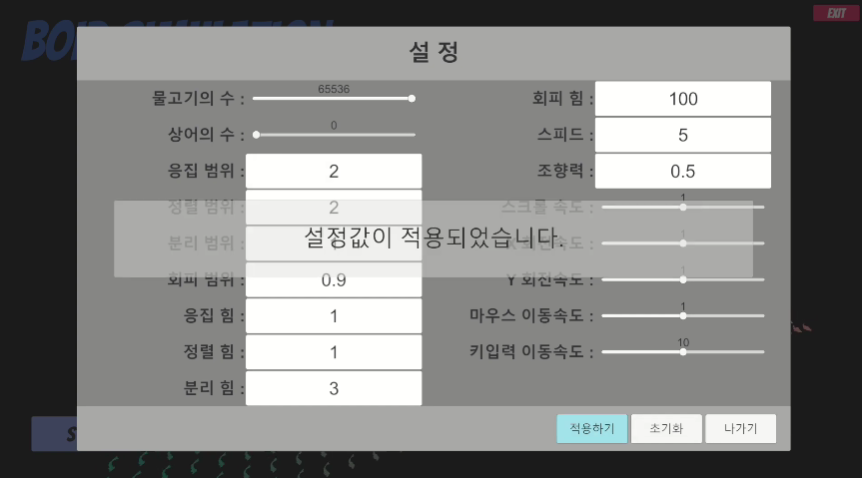 EXIT
설 정
물고기의 수 : 65536
상어의 수 : 0
응집 범위 : 2
정렬 범위 : 2
분리 범위 :
회피 범위 : 0.9
응집 힘 : 1
정렬 힘 : 1
분리 힘 : 3
회피 힘 : 100
스피드 : 5
조향력 : 0.5
스크롤 속도 : 1
회전속도 : 1
Y 회전속도 : 1
마우스 이동속도 : 1
키입력 이동속도 : 10
설정값이 적용되었습니다.
적용하기
초기화
나가기